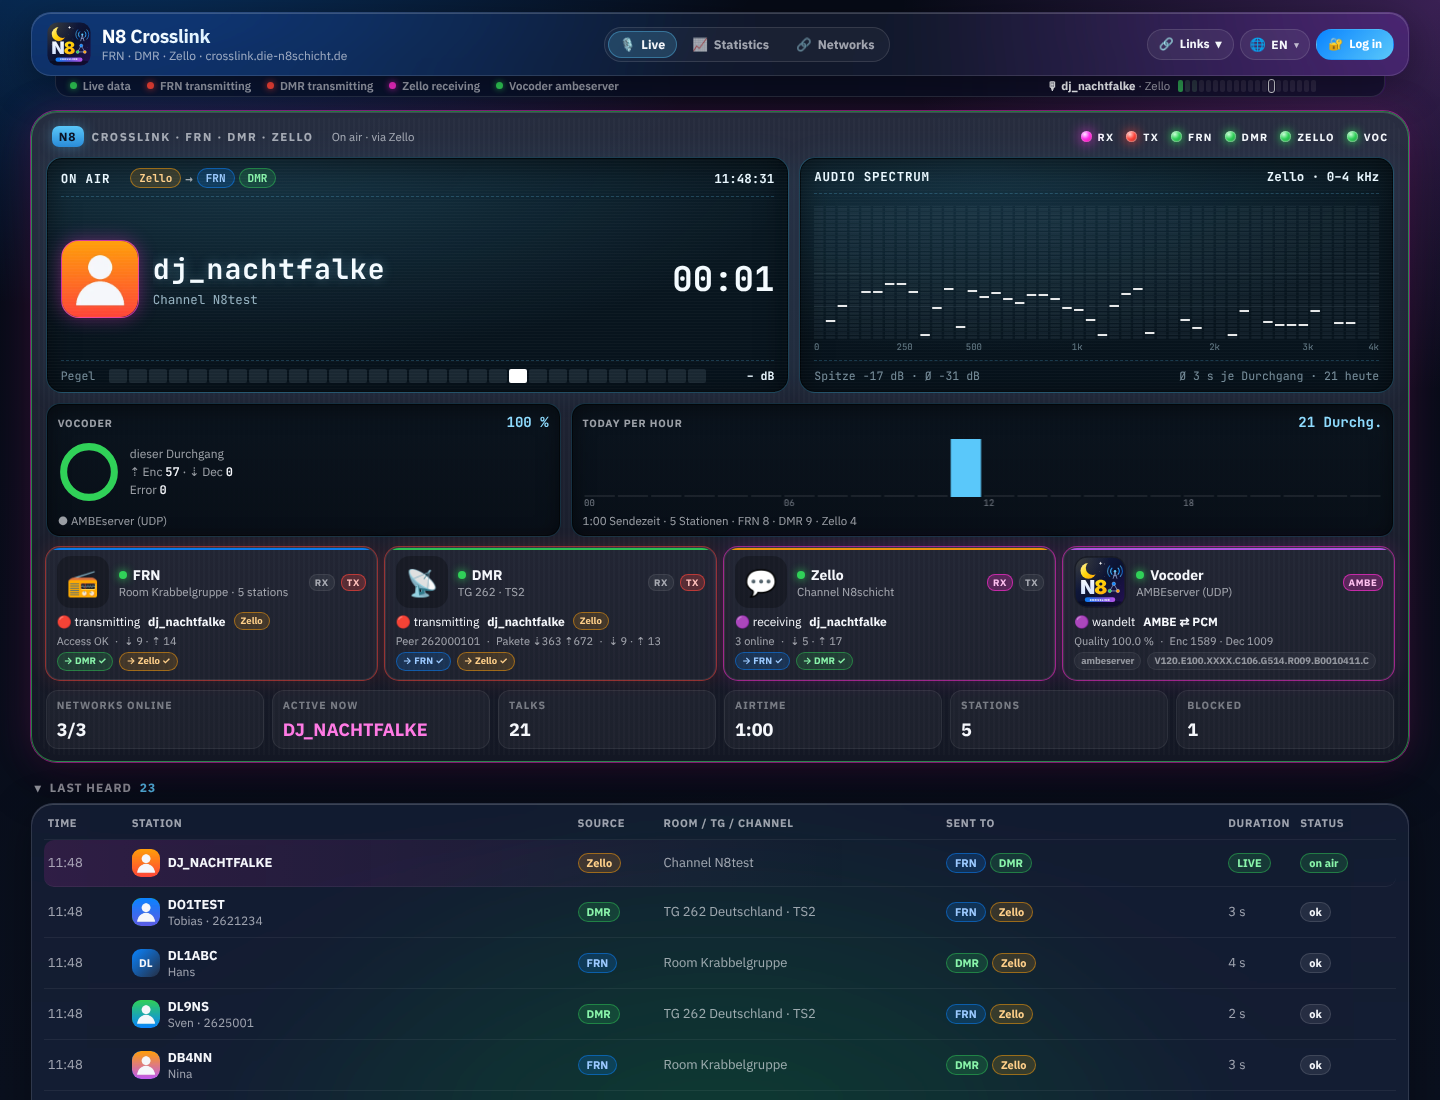 N8 Crosslink
FRN · DMR · Zello · crosslink.die-n8schicht.de
Live
Statistics
Networks
Links ▾
EN ▾
Log in
Live data
FRN transmitting
DMR transmitting
Zello receiving
Vocoder ambeserver
dj_nachtfalke · Zello
N8 CROSSLINK · FRN · DMR · ZELLO On air · via Zello
RX TX FRN DMR ZELLO VOC
ON AIR Zello → FRN DMR 11:48:31
dj_nachtfalke
Channel N8test
00:01
Pegel – dB
AUDIO SPECTRUM Zello · 0–4 kHz
0 250 500 1k 2k 3k 4k
Spitze -17 dB · Ø -31 dB Ø 3 s je Durchgang · 21 heute
VOCODER 100 %
dieser Durchgang
↑ Enc 57 · ↓ Dec 0
Error 0
AMBEserver (UDP)
TODAY PER HOUR 21 Durchg.
00 06 12 18
1:00 Sendezeit · 5 Stationen · FRN 8 · DMR 9 · Zello 4
FRN
Room Krabbelgruppe · 5 stations
RX TX
transmitting dj_nachtfalke Zello
Access OK · ↓ 9 · ↑ 14
→ DMR ✓ → Zello ✓
DMR
TG 262 · TS2
RX TX
transmitting dj_nachtfalke Zello
Peer 262000101 · Pakete ↓363 ↑672 · ↓ 9 · ↑ 13
→ FRN ✓ → Zello ✓
Zello
Channel N8schicht
RX TX
receiving dj_nachtfalke
3 online · ↓ 5 · ↑ 17
→ FRN ✓ → DMR ✓
N8
Vocoder
AMBEserver (UDP)
AMBE
wandelt AMBE ⇄ PCM
Quality 100.0 % · Enc 1589 · Dec 1009
ambeserver V120.E100.XXXX.C106.G514.R009.B0010411.C
NETWORKS ONLINE
3/3
ACTIVE NOW
DJ_NACHTFALKE
TALKS
21
AIRTIME
1:00
STATIONS
5
BLOCKED
1
▾ LAST HEARD 23
TIME STATION SOURCE ROOM / TG / CHANNEL SENT TO DURATION STATUS
11:48 DJ_NACHTFALKE Zello Channel N8test FRN DMR LIVE on air
11:48 DO1TEST DMR TG 262 Deutschland · TS2 FRN Zello 3 s ok
Tobias · 2621234
11:48 DL DL1ABC FRN Room Krabbelgruppe DMR Zello 4 s ok
Hans
11:48 DL9NS DMR TG 262 Deutschland · TS2 FRN Zello 2 s ok
Sven · 2625001
11:48 DB4NN FRN Room Krabbelgruppe DMR Zello 3 s ok
Nina